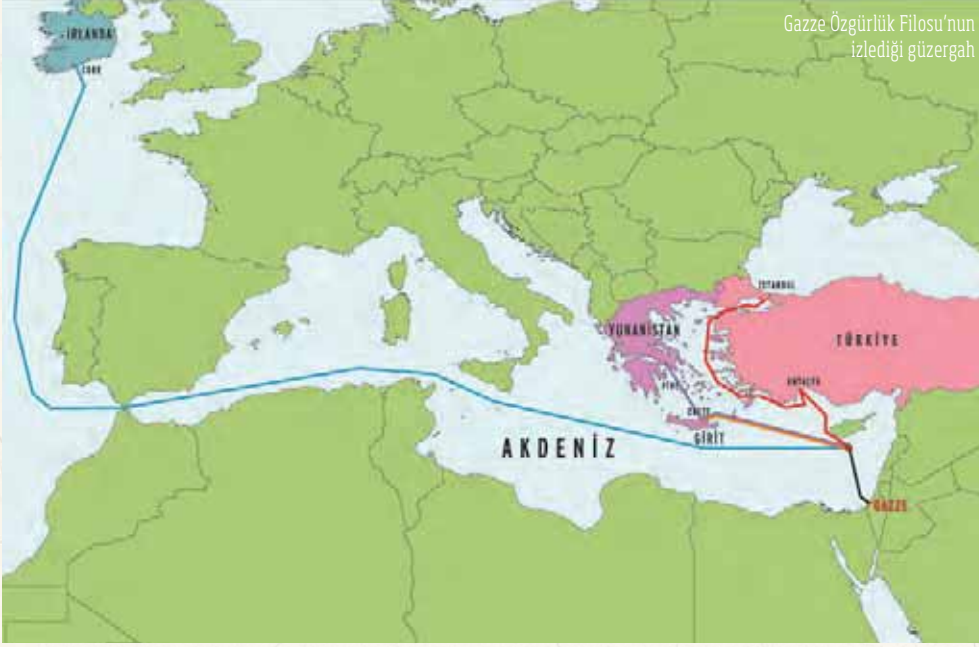 Gazze Özgürlük Filosu'nun
izlediği güzergah
İRLANDA
CORK
İSTANBUL
YUNANİSTAN
TÜRKİYE
ANTALYA
GİRİT
AKDENİZ
GAZZE